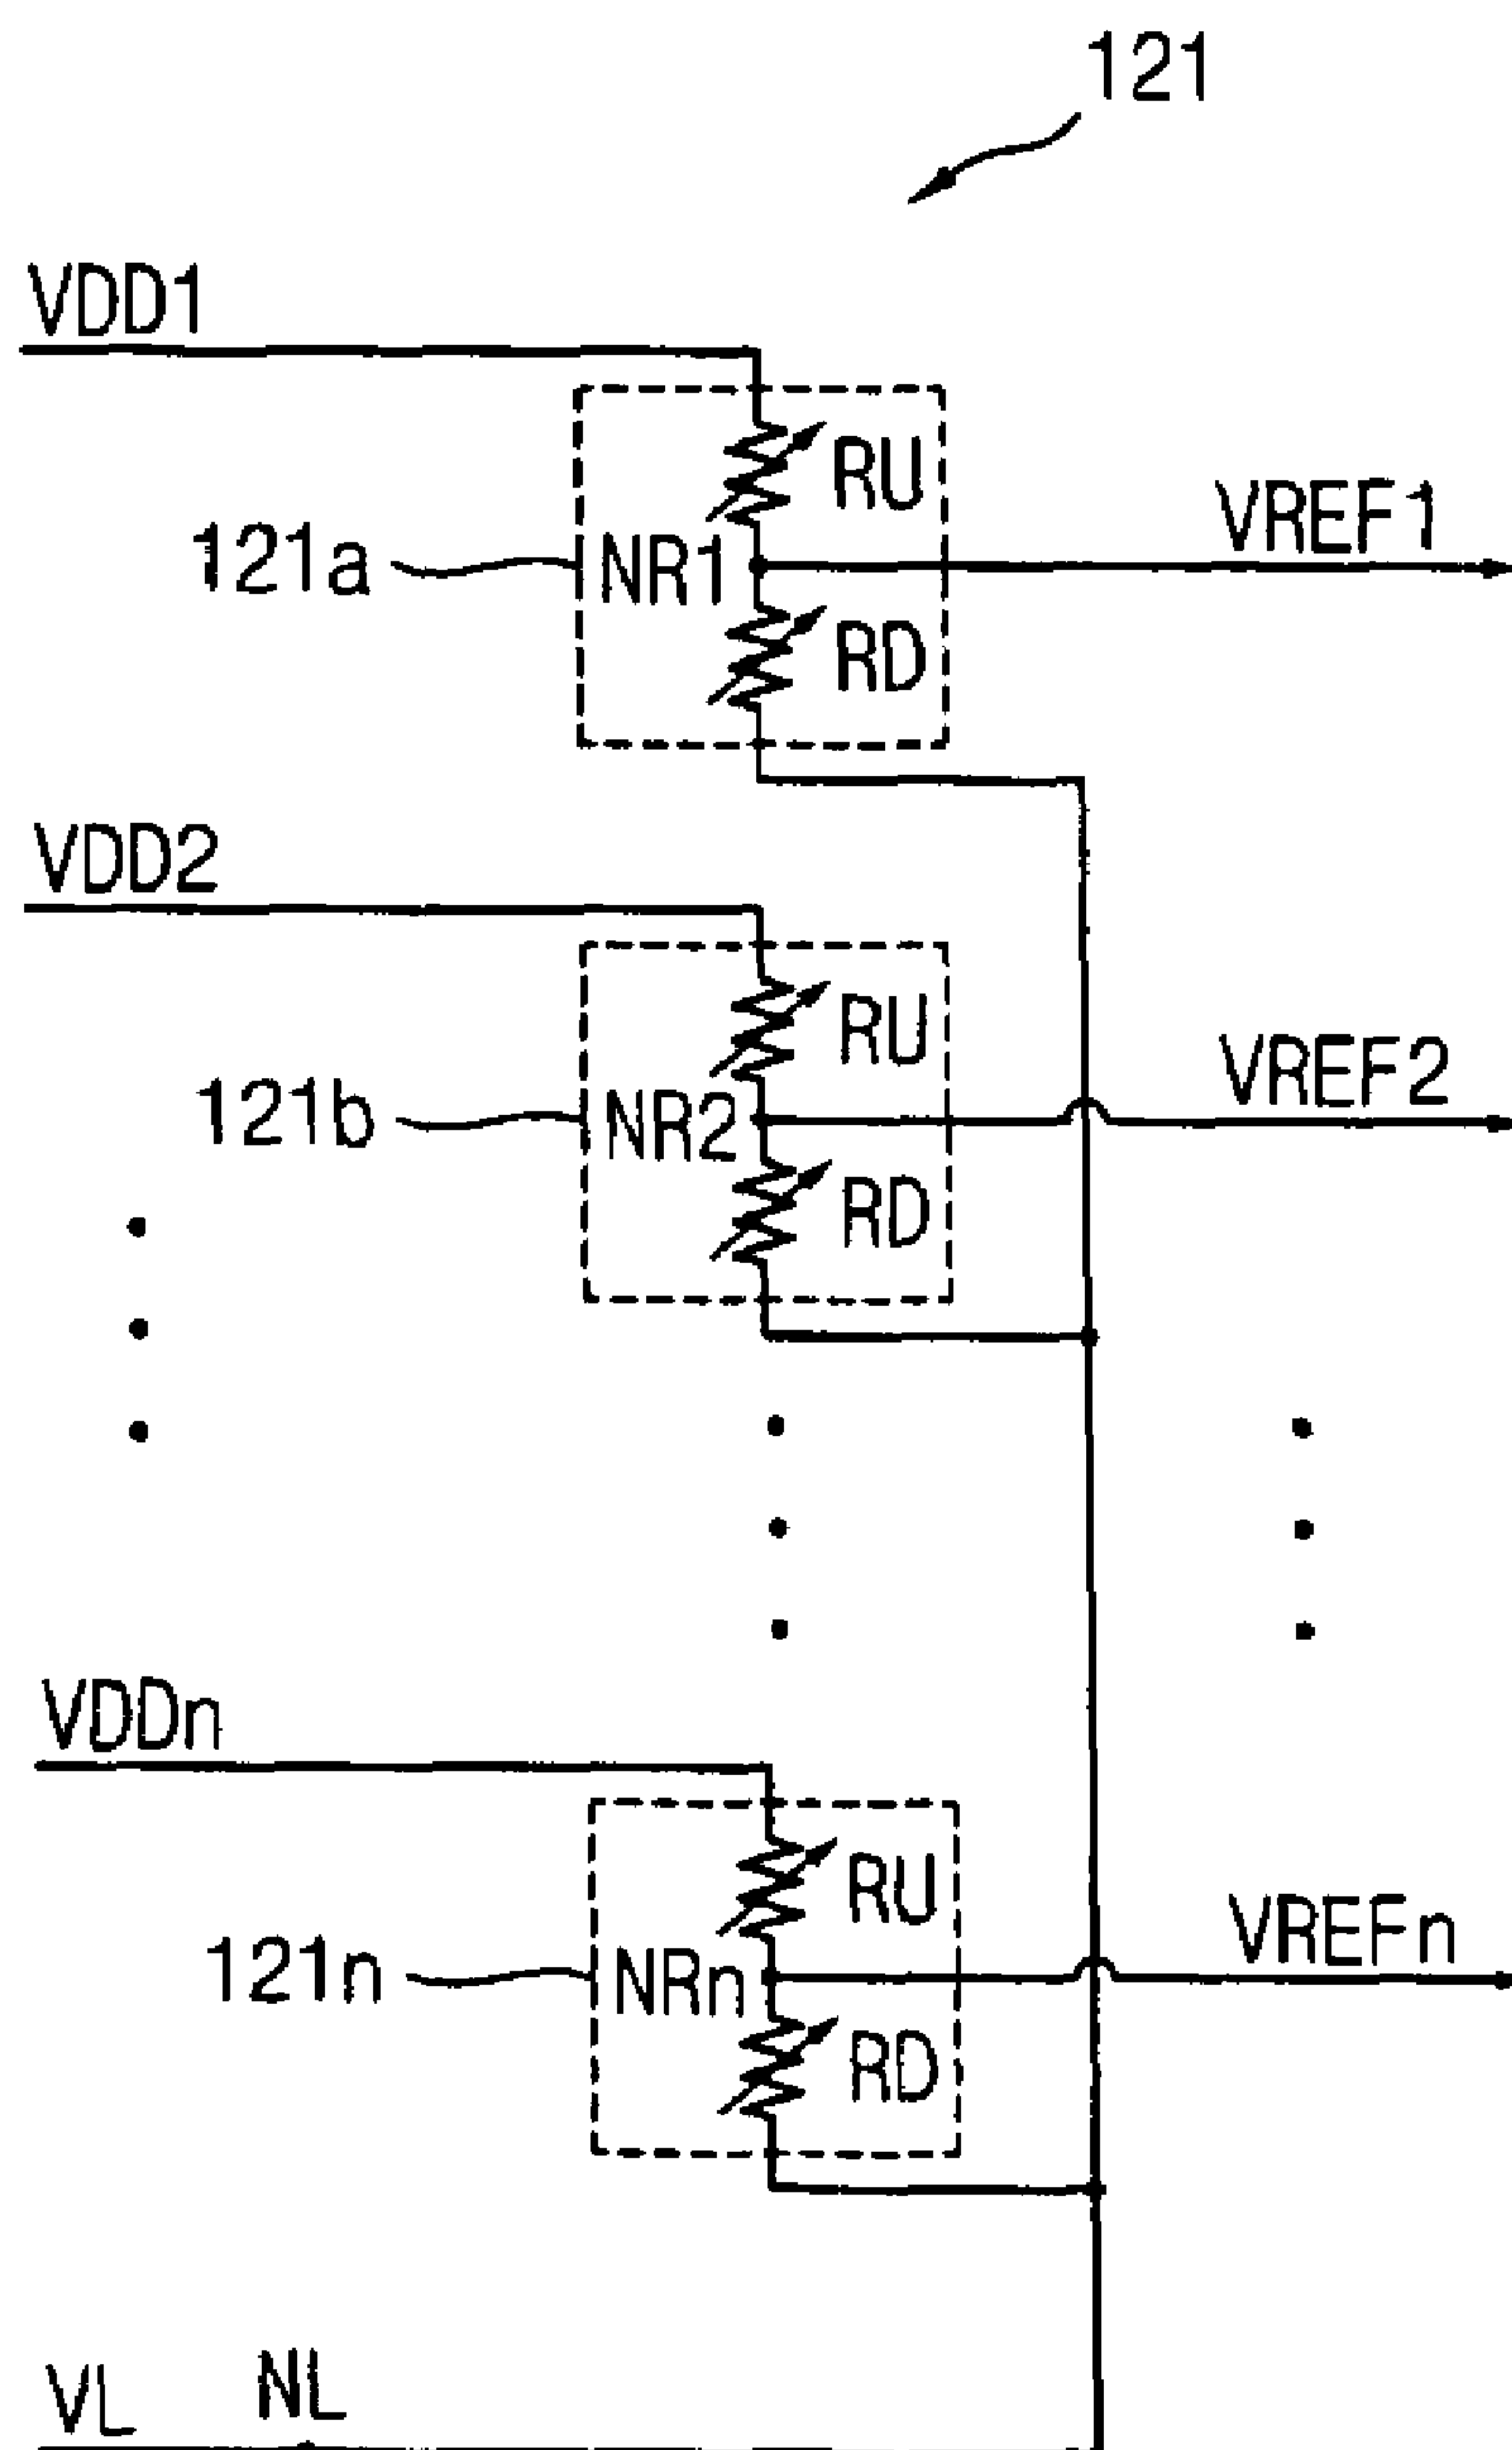 121
VDD1
RU
VREF1
121a
NR1
RD
VDD2
RU
VREF2
121b
NR2
RD
VDDn
RU
VREFn
121n
NRn
RD
VL
NL